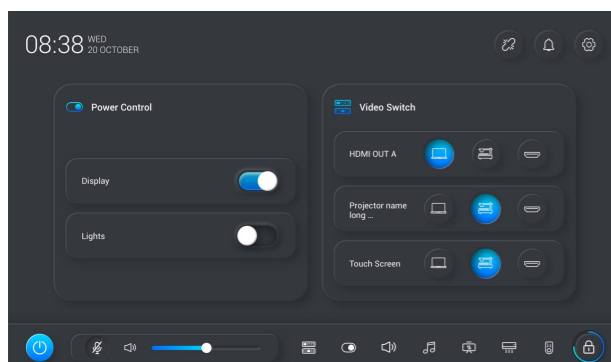 08:38 WED
20 OCTOBER
Power Control
Display
Lights
Video Switch
HDMI OUT A
Projector name
long ...
Touch Screen